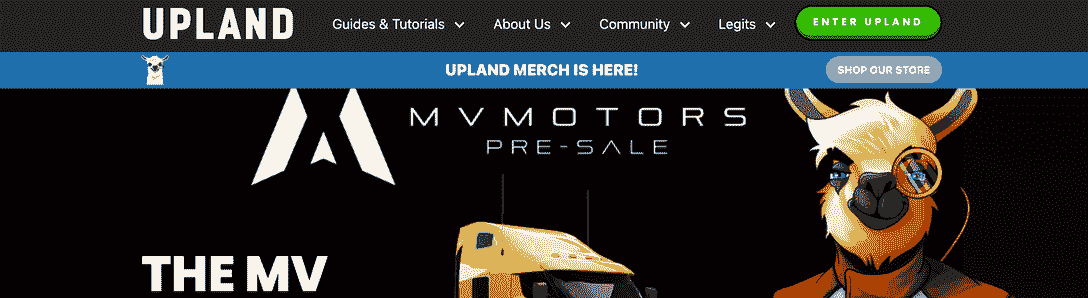 UPLAND Guides & Tutorials About Us Community Legits ENTER UPLAND
UPLAND MERCH IS HERE! SHOP OUR STORE
MVMOTORS
PRE-SALE
THE MV